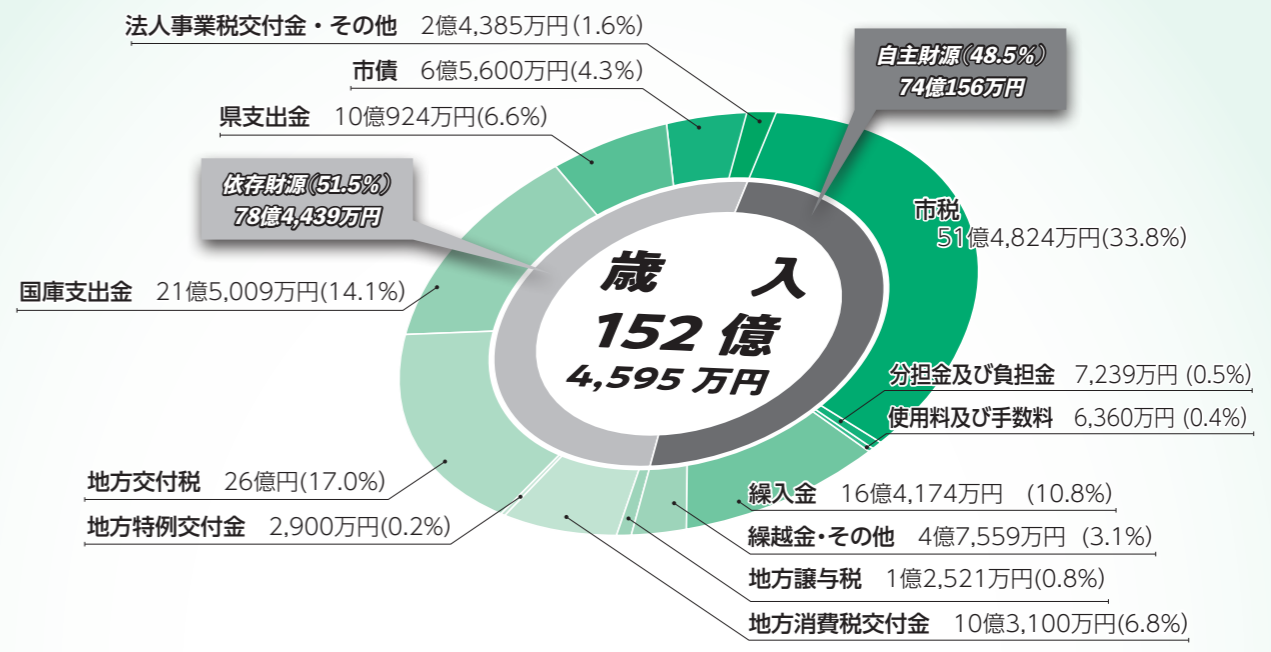 法人事業税交付金・その他 2億4,385万円(1.6%)
市債 6億5,600万円(4.3%)
県支出金 10億924万円(6.6%)
自主財源(48.5%)
74億156万円
依存財源(51.5%)
78億4,439万円
市税
51億4,824万円(33.8%)
歳入
152億
4,595万円
国庫支出金 21億5,009万円(14.1%)
分担金及び負担金 7,239万円 (0.5%)
使用料及び手数料 6,360万円 (0.4%)
地方交付税 26億円(17.0%)
地方特例交付金 2,900万円(0.2%)
繰入金 16億4,174万円 (10.8%)
繰越金・その他 4億7,559万円 (3.1%)
地方譲与税 1億2,521万円(0.8%)
地方消費税交付金 10億3,100万円(6.8%)